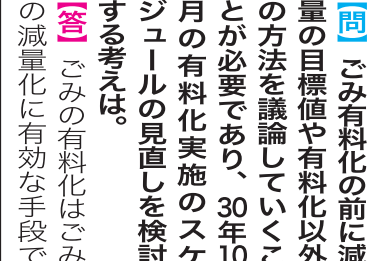 【問】ごみ有料化の前に減
量の目標値や有料化以外
の方法を議論していくこ
とが必要であり、30年10
月の有料化実施のスケ
ジュールの見直しを検討
する考えは。
【答】ごみの有料化はごみ
の減量化に有効な手段で